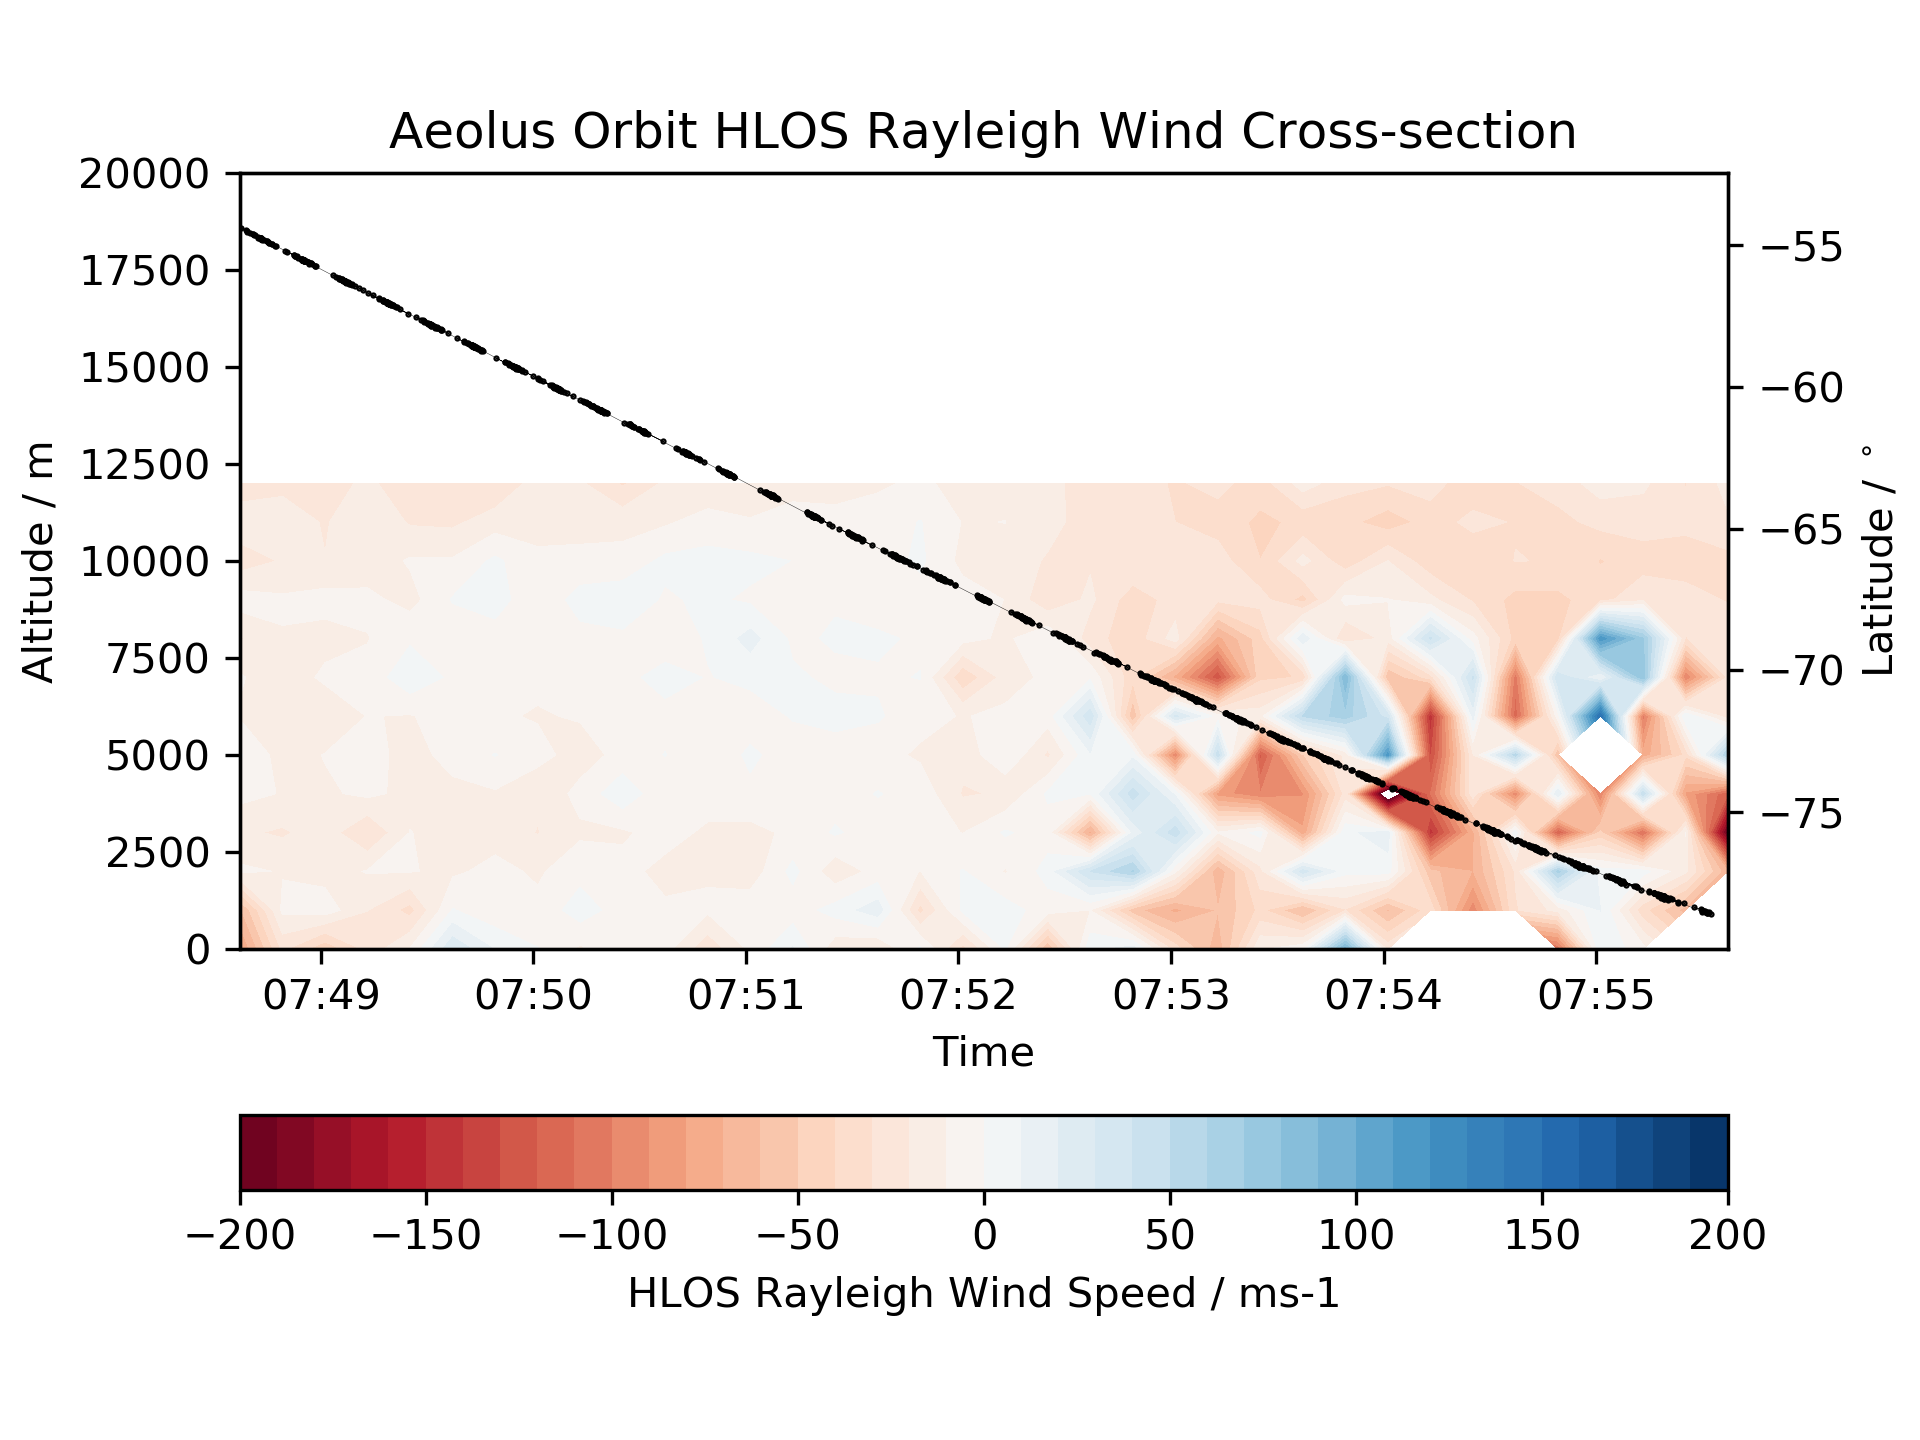 Aeolus Orbit HLOS Rayleigh Wind Cross-section
20000
17500
15000
12500
10000
7500
5000
2500
0
Altitude / m
−55
−60
−65
−70
−75
Latitude / °
07:49 07:50 07:51 07:52 07:53 07:54 07:55
Time
−200 −150 −100 −50 0 50 100 150 200
HLOS Rayleigh Wind Speed / ms-1